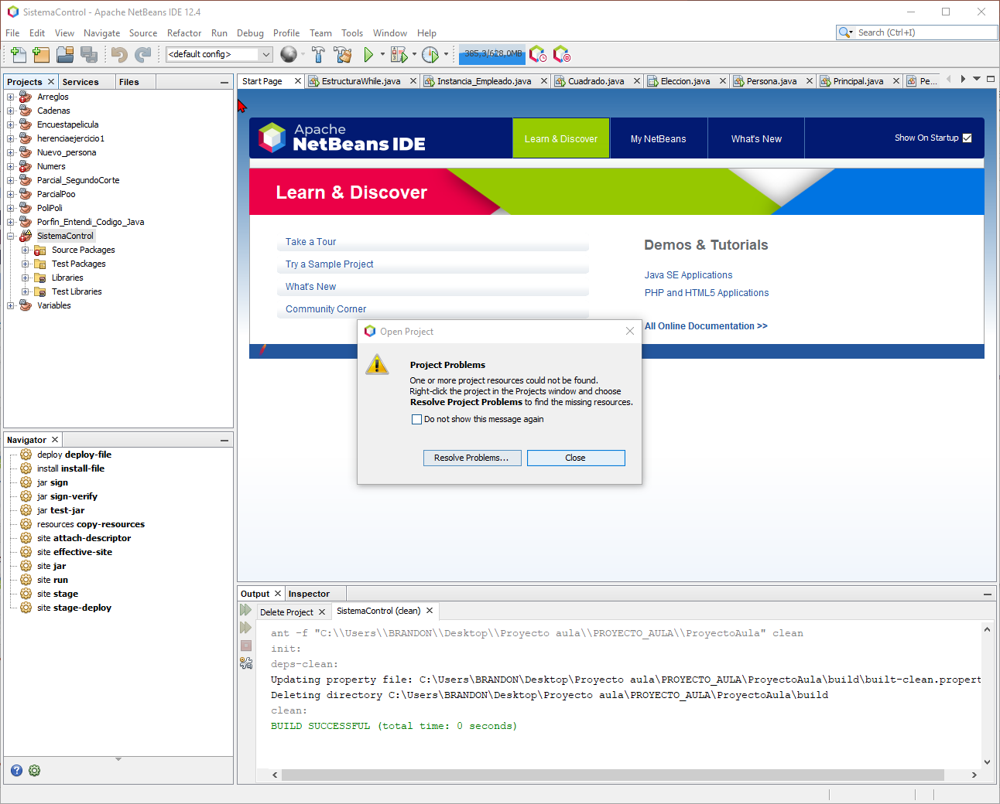 SistemaControl - Apache NetBeans IDE 12.4
File Edit View Navigate Source Refactor Run Debug Profile Team Tools Window Help
Search (Ctrl+I)
<default config>
385,3/628,0MB
Projects Services Files
Arreglos
Cadenas
Encuestapelicula
herenciaejercicio1
Nuevo_persona
Numers
Parcial_SegundoCorte
ParcialPoo
PoliPoli
Porfin_Entendi_Codigo_Java
SistemaControl
Source Packages
Test Packages
Libraries
Test Libraries
Variables
Start Page EstructuraWhile.java Instancia_Empleado.java Cuadrado.java Eleccion.java Persona.java Principal.java Pe...
Apache
NetBeans IDE
Learn & Discover
My NetBeans
What's New
Show On Startup
Learn & Discover
Take a Tour
Try a Sample Project
What's New
Community Corner
Demos & Tutorials
Java SE Applications
PHP and HTML5 Applications
All Online Documentation >>
Open Project
Project Problems
One or more project resources could not be found.
Right-click the project in the Projects window and choose
Resolve Project Problems to find the missing resources.
Do not show this message again
Resolve Problems...
Close
Navigator
deploy deploy-file
install install-file
jar sign
jar sign-verify
jar test-jar
resources copy-resources
site attach-descriptor
site effective-site
site jar
site run
site stage
site stage-deploy
Output Inspector
Delete Project SistemaControl (clean)
ant -f "C:\\Users\\BRANDON\\Desktop\\Proyecto aula\\PROYECTO_AULA\\ProyectoAula" clean
init:
deps-clean:
Updating property file: C:\Users\BRANDON\Desktop\Proyecto aula\PROYECTO_AULA\ProyectoAula\build\built-clean.propert
Deleting directory C:\Users\BRANDON\Desktop\Proyecto aula\PROYECTO_AULA\ProyectoAula\build
clean:
BUILD SUCCESSFUL (total time: 0 seconds)